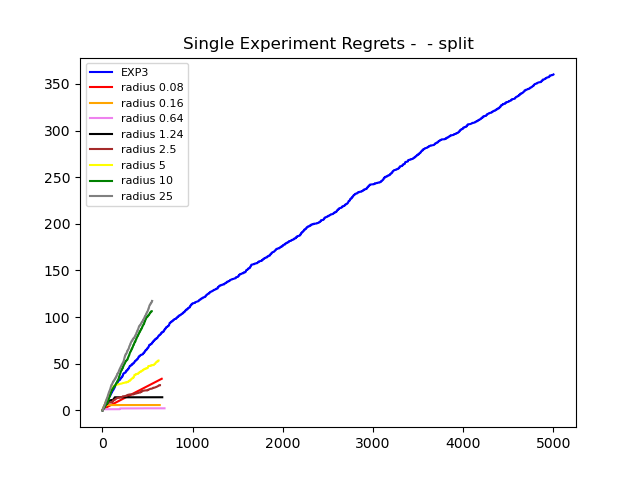 Single Experiment Regrets -  - split
EXP3
radius 0.08
radius 0.16
radius 0.64
radius 1.24
radius 2.5
radius 5
radius 10
radius 25
350
300
250
200
150
100
50
0
0 1000 2000 3000 4000 5000